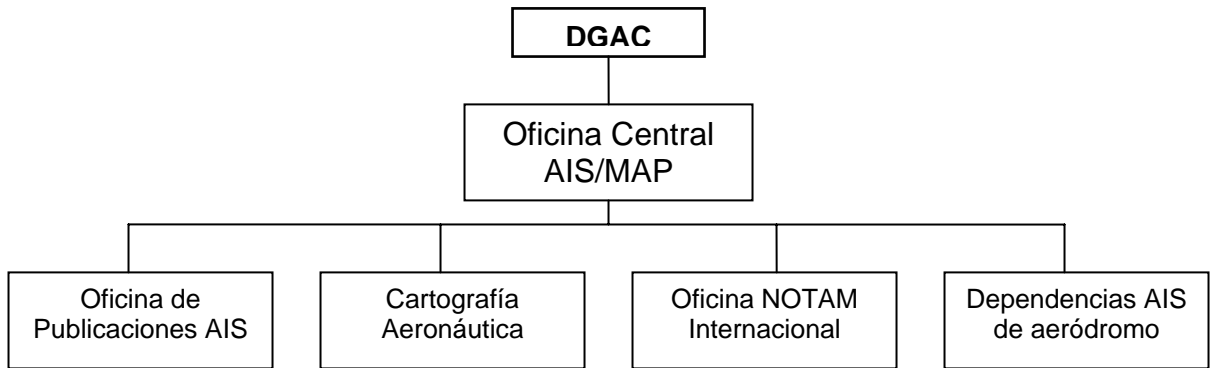 DGAC
Oficina Central
AIS/MAP
Oficina de
Publicaciones AIS
Cartografía
Aeronáutica
Oficina NOTAM
Internacional
Dependencias AIS
de aeródromo